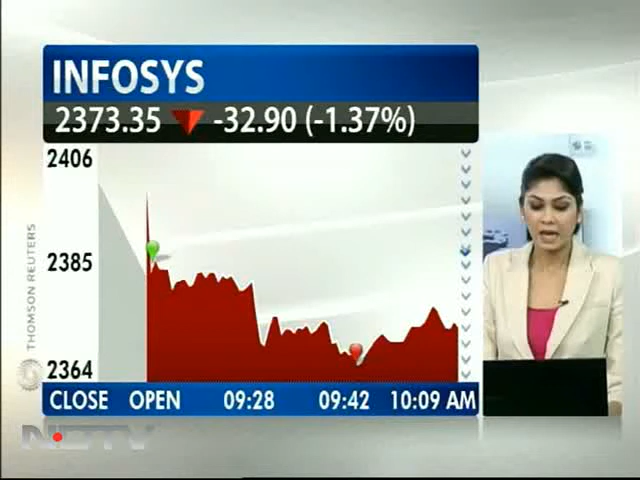 INFOSYS
2373.35 -32.90 (-1.37%)
2406
2385
2364
THOMSON REUTERS
CLOSE OPEN 09:28 09:42 10:09 AM
NDTV